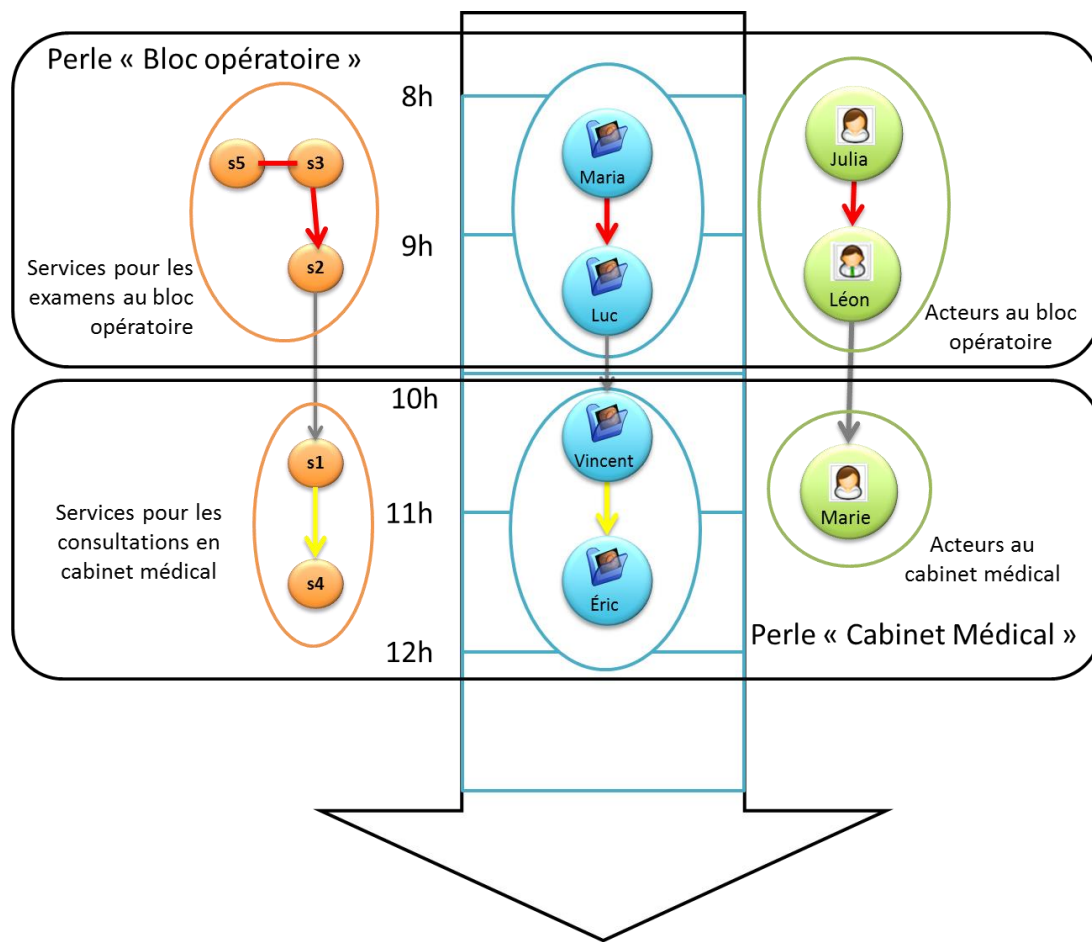 Perle « Bloc opératoire »
8h
s5
s3
Maria
Julia
9h
s2
Services pour les
examens au bloc
opératoire
Luc
Léon
Acteurs au bloc
opératoire
10h
s1
Vincent
Marie
11h
Services pour les
consultations en
cabinet médical
s4
Éric
Acteurs au
cabinet médical
12h
Perle « Cabinet Médical »